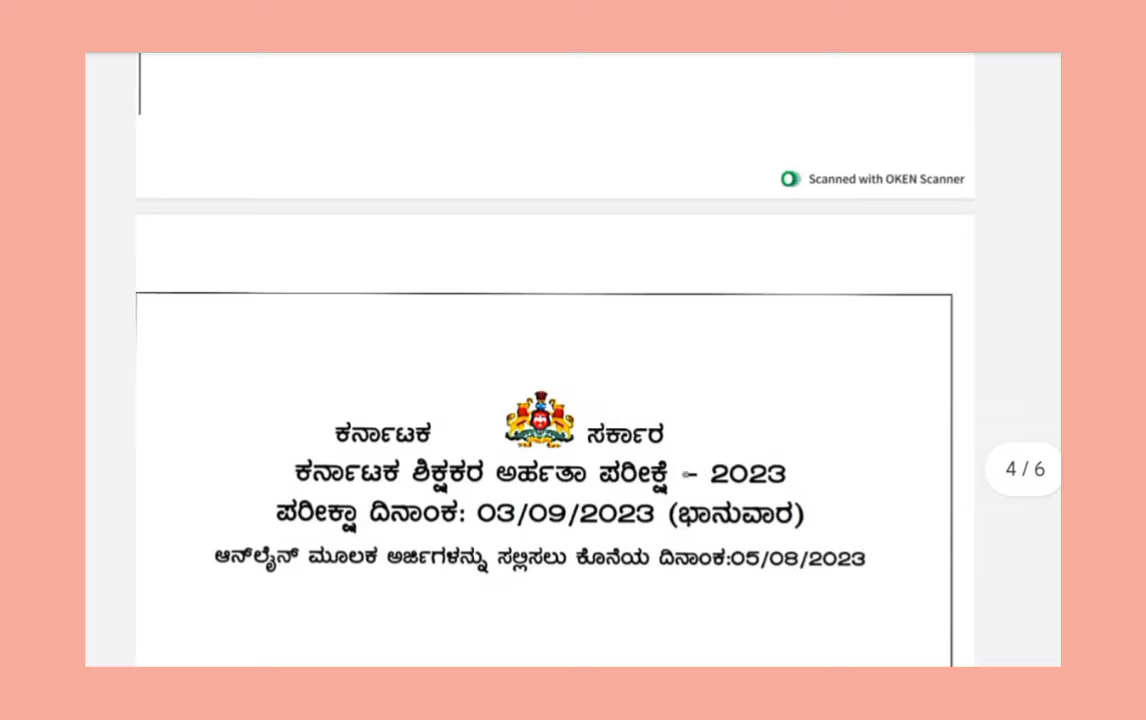 Scanned with OKEN Scanner
ಕರ್ನಾಟಕ ಸರ್ಕಾರ
ಕರ್ನಾಟಕ ಶಿಕ್ಷಕರ ಅರ್ಹತಾ ಪರೀಕ್ಷೆ - 2023
4 / 6
ಪರೀಕ್ಷಾ ದಿನಾಂಕ: 03/09/2023 (ಭಾನುವಾರ)
ಆನ್‌ಲೈನ್ ಮೂಲಕ ಅರ್ಜಿಗಳನ್ನು ಸಲ್ಲಿಸಲು ಕೊನೆಯ ದಿನಾಂಕ:05/08/2023